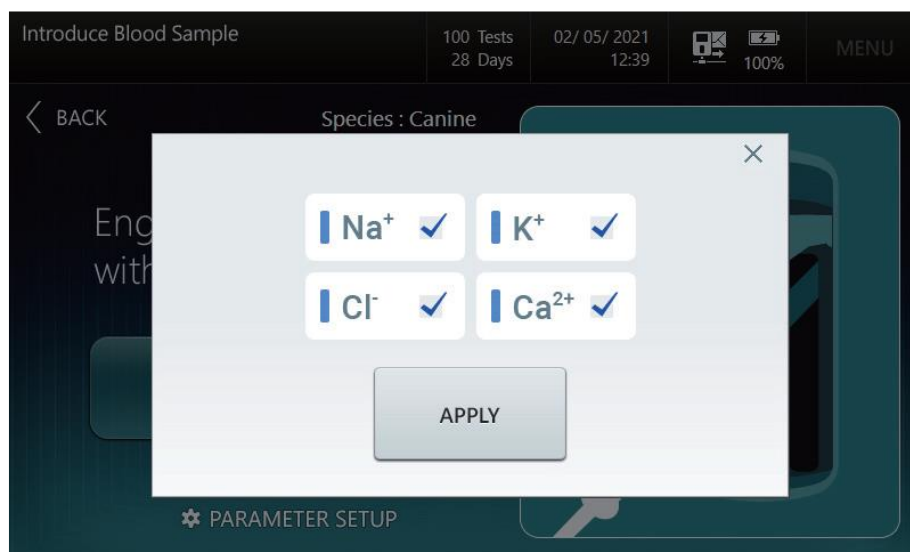 Introduce Blood Sample
100 Tests
28 Days
02/ 05/ 2021
12:39
100%
MENU
BACK
Species : Canine
Na⁺
K⁺
Cl⁻
Ca²⁺
APPLY
PARAMETER SETUP